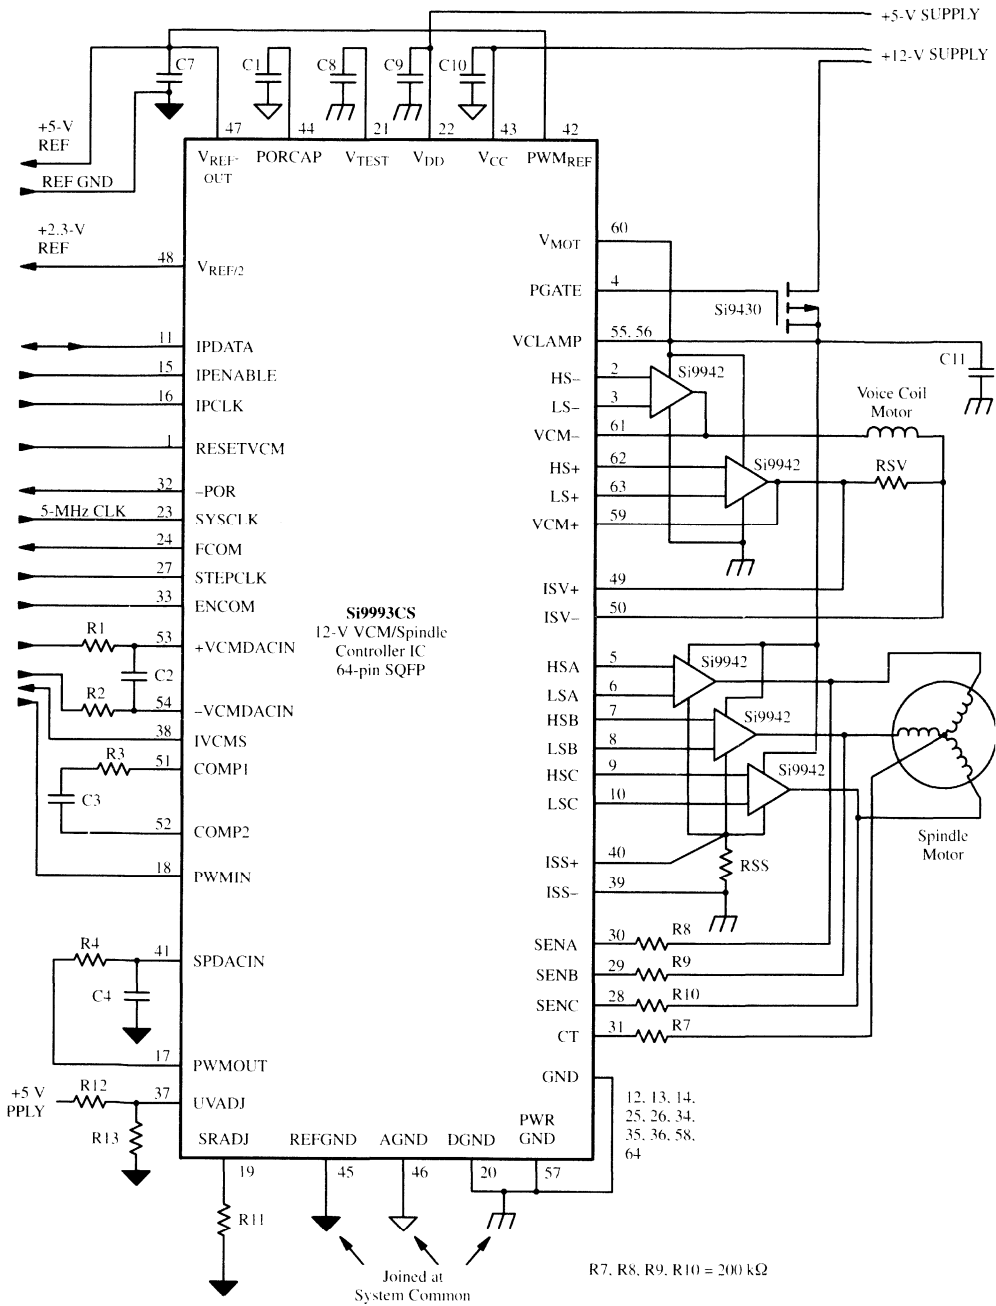 +5-V SUPPLY
+12-V SUPPLY
C7
C1
C8
C9
C10
+5-V
REF
REF GND
47
44
21
22
43
42
VREF-
OUT
PORCAP
VTEST
VDD
VCC
PWMREF
+2.3-V
REF
48
VREF/2
VMOT
60
PGATE
4
Si9430
VCLAMP
55, 56
C11
11
IPDATA
15
IPENABLE
16
IPCLK
1
RESETVCM
32
–POR
5-MHz CLK
23
SYSCLK
24
FCOM
27
STEPCLK
33
ENCOM
HS–
2
Si9942
LS–
3
VCM–
61
Voice Coil
Motor
HS+
62
Si9942
RSV
LS+
63
VCM+
59
ISV+
49
ISV–
50
Si9993CS
12-V VCM/Spindle
Controller IC
64-pin SQFP
R1
53
+VCMDACIN
C2
R2
54
–VCMDACIN
38
IVCMS
R3
51
COMP1
C3
52
COMP2
18
PWMIN
HSA
5
Si9942
LSA
6
HSB
7
Si9942
LSB
8
HSC
9
Si9942
LSC
10
Spindle
Motor
ISS+
40
RSS
ISS–
39
R4
41
SPDACIN
C4
17
PWMOUT
SENA
30
R8
SENB
29
R9
SENC
28
R10
CT
31
R7
+5 V
PPLY
R12
37
UVADJ
R13
GND
12, 13, 14,
25, 26, 34,
35, 36, 58,
64
SRADJ
REFGND
AGND
DGND
PWR
GND
19
45
46
20
57
R11
Joined at
System Common
R7, R8, R9, R10 = 200 kΩ